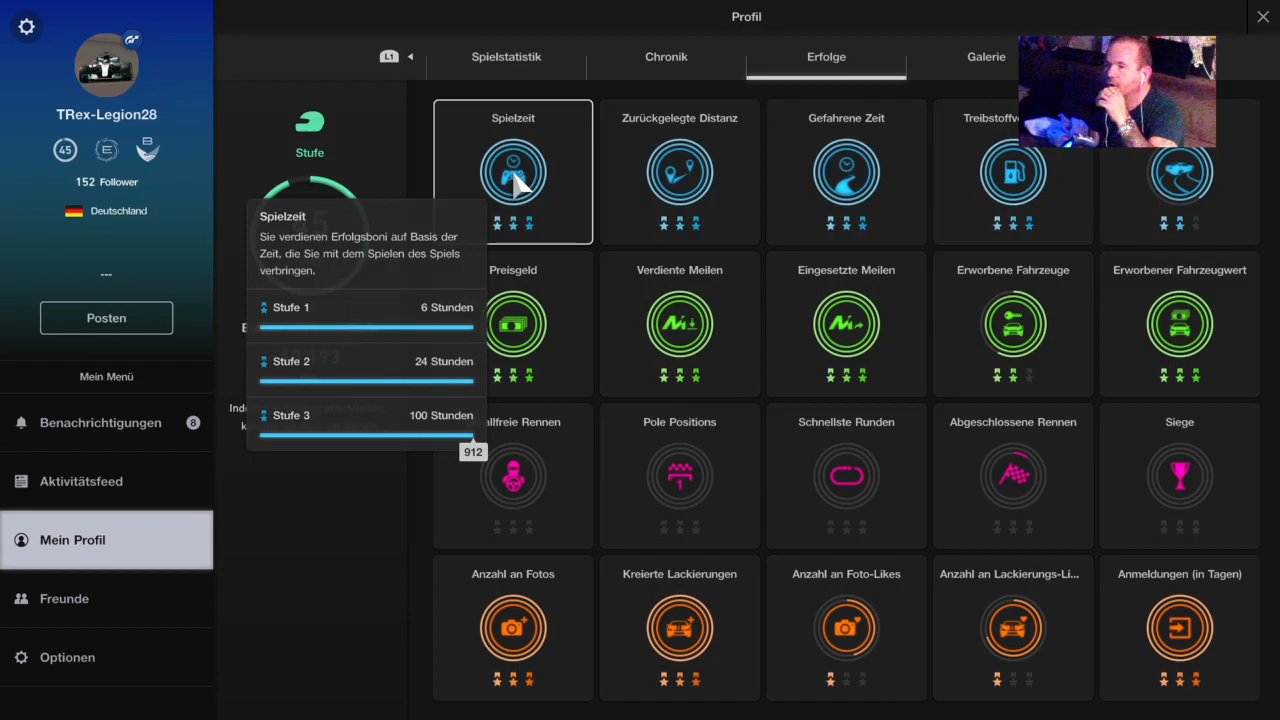 Profil
L1
Spielstatistik
Chronik
Erfolge
Galerie
TRex-Legion28
45
E
B
152 Follower
Deutschland
---
Posten
Mein Menü
Benachrichtigungen
8
Aktivitätsfeed
Mein Profil
Freunde
Optionen
Stufe
Spielzeit
Sie verdienen Erfolgsboni auf Basis der
Zeit, die Sie mit dem Spielen des Spiels
verbringen.
Stufe 1
6 Stunden
Stufe 2
24 Stunden
Stufe 3
100 Stunden
912
Spielzeit
Zurückgelegte Distanz
Gefahrene Zeit
Preisgeld
Verdiente Meilen
Eingesetzte Meilen
Erworbene Fahrzeuge
Erworbener Fahrzeugwert
Rennen
Pole Positions
1
Schnellste Runden
Abgeschlossene Rennen
Siege
Anzahl an Fotos
Kreierte Lackierungen
Anzahl an Foto-Likes
Anzahl an Lackierungs-Li...
Anmeldungen (in Tagen)